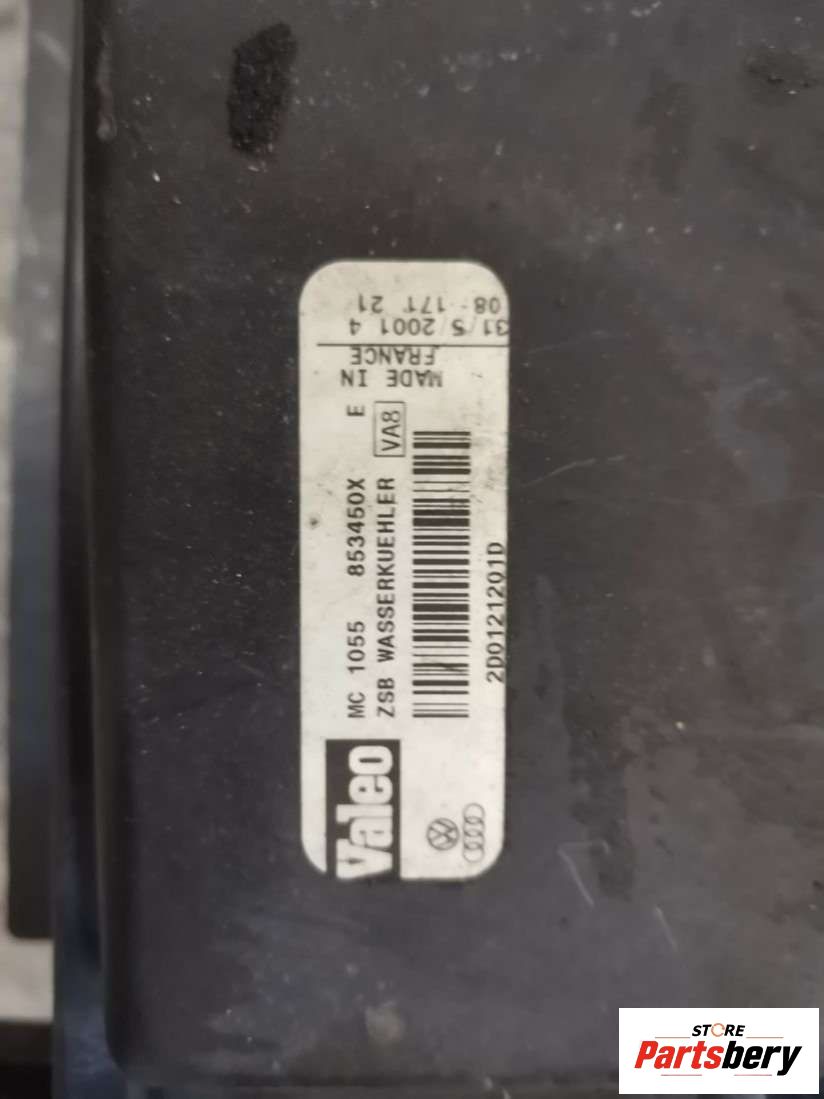 Valeo
MC 1055 853450X E
ZSB WASSERKUEHLER VA8
2D0121201D
MADE IN
FRANCE
31/5/2001 4
08-17T 21
STORE
Partsbery